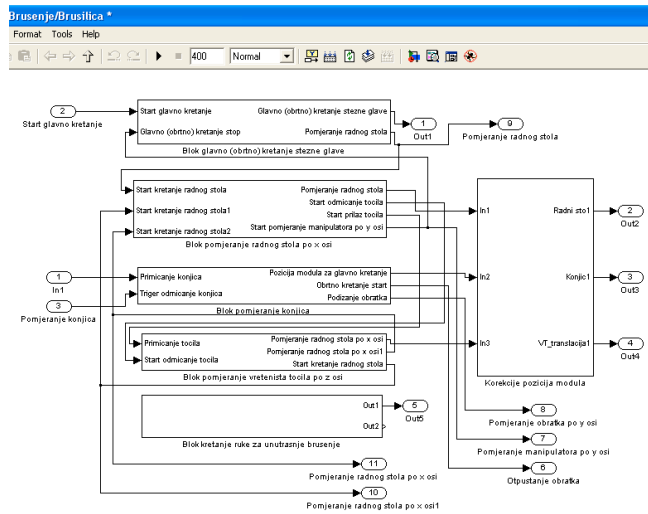 Brusenje/Brusilica *
Format Tools Help
400 Normal
2
Start glavno kretanje
Start glavno kretanje
Glavno (obrtno) kretanje stop
Glavno (obrtno) kretanje stezne glave
Pomjeranje radnog stola
Blok glavno (obrtno) kretanje stezne glave
1
Out1
9
Pomjeranje radnog stola
Start kretanje radnog stola
Start kretanje radnog stola1
Start kretanje radnog stola2
Pomjeranje radnog stola
Start odmicanje tocila
Start prilaz tocila
Start pomjeranje manipulatora po y osi
Blok pomjeranje radnog stola po x osi
In1
In2
In3
Radni sto1
Konjic1
VT_translacija1
Korekcije pozicija modula
2
Out2
3
Out3
4
Out4
1
In1
3
Pomjeranje konjica
Primicanje konjica
Triger odmicanje konjica
Pozicija modula za glavno kretanje
Obrtno kretanje start
Podizanje obratka
Blok pomjeranje konjica
Primicanje tocila
Start odmicanje tocila
Pomjeranje radnog stola po x osi
Pomjeranje radnog stola po x osi1
Start kretanje radnog stola
Blok pomjeranje vretenista tocila po z osi
Out1
Out2
Blok kretanje ruke za unutrasnje brusenje
5
Out5
8
Pomjeranje obratka po y osi
7
Pomjeranje manipulatora po y osi
6
Otpustanje obratka
11
Pomjeranje radnog stola po x osi
10
Pomjeranje radnog stola po x osi1